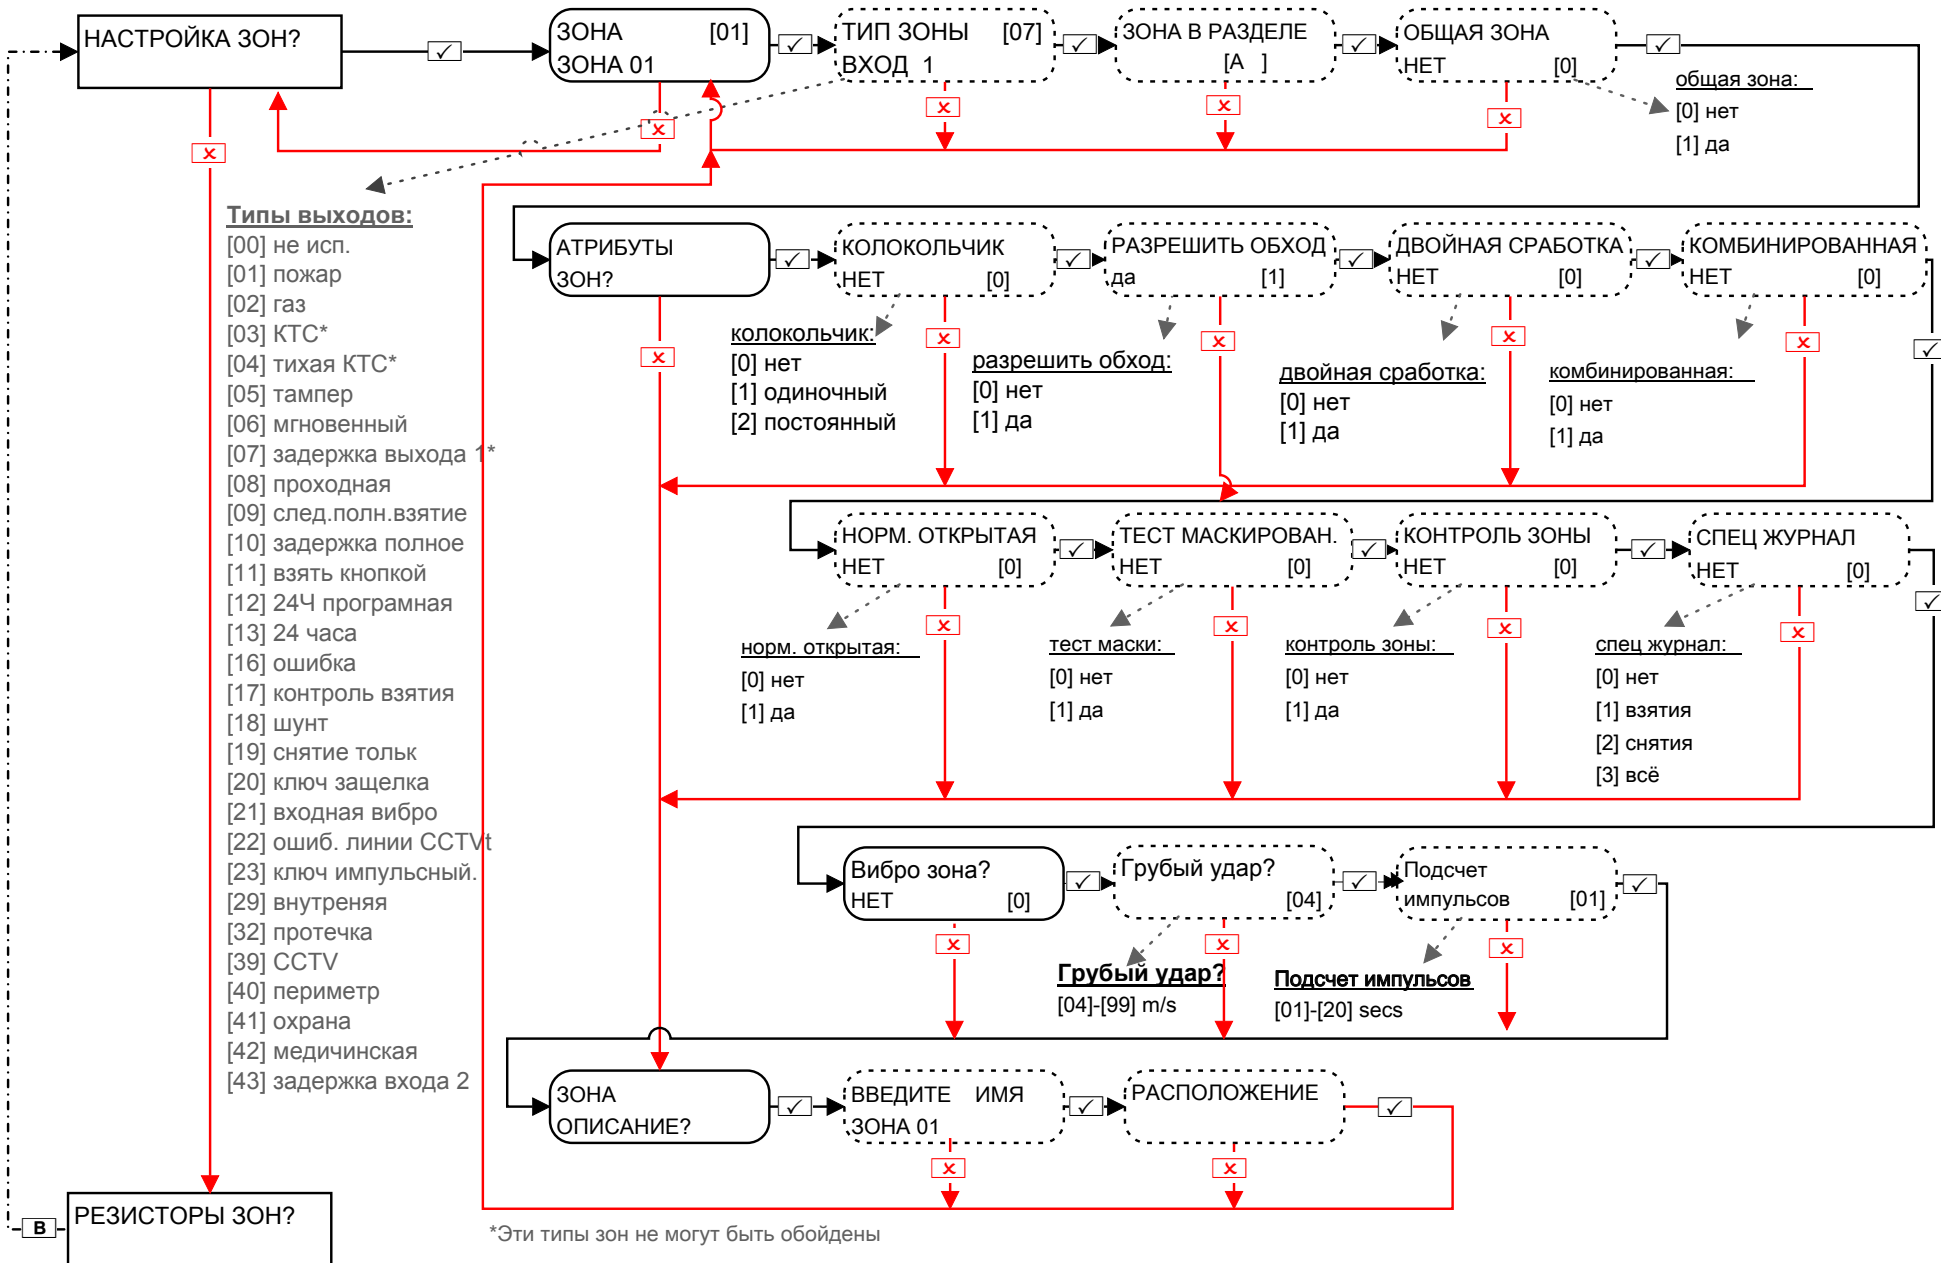 НАСТРОЙКА ЗОН?
ЗОНА [01]
ЗОНА 01
ТИП ЗОНЫ [07]
ВХОД 1
ЗОНА В РАЗДЕЛЕ
[A ]
ОБЩАЯ ЗОНА
НЕТ [0]
общая зона:
[0] нет
[1] да
Типы выходов:
[00] не исп.
[01] пожар
[02] газ
[03] КТС*
[04] тихая КТС*
[05] тампер
[06] мгновенный
[07] задержка выхода 1*
[08] проходная
[09] след.полн.взятие
[10] задержка полное
[11] взять кнопкой
[12] 24Ч програмная
[13] 24 часа
[16] ошибка
[17] контроль взятия
[18] шунт
[19] снятие тольк
[20] ключ защелка
[21] входная вибро
[22] ошиб. линии CCTVt
[23] ключ импульсный.
[29] внутреняя
[32] протечка
[39] CCTV
[40] периметр
[41] охрана
[42] медичинская
[43] задержка входа 2
АТРИБУТЫ
ЗОН?
КОЛОКОЛЬЧИК
НЕТ [0]
РАЗРЕШИТЬ ОБХОД
да [1]
ДВОЙНАЯ СРАБОТКА
НЕТ [0]
КОМБИНИРОВАННАЯ
НЕТ [0]
колокольчик:
[0] нет
[1] одиночный
[2] постоянный
разрешить обход:
[0] нет
[1] да
двойная сработка:
[0] нет
[1] да
комбинированная:
[0] нет
[1] да
НОРМ. ОТКРЫТАЯ
НЕТ [0]
ТЕСТ МАСКИРОВАН.
НЕТ [0]
КОНТРОЛЬ ЗОНЫ
НЕТ [0]
СПЕЦ ЖУРНАЛ
НЕТ [0]
норм. открытая:
[0] нет
[1] да
тест маски:
[0] нет
[1] да
контроль зоны:
[0] нет
[1] да
спец журнал:
[0] нет
[1] взятия
[2] снятия
[3] всё
Вибро зона?
НЕТ [0]
Грубый удар?
[04]
Подсчет
импульсов [01]
Грубый удар?
[04]-[99] m/s
Подсчет импульсов
[01]-[20] secs
ЗОНА
ОПИСАНИЕ?
ВВЕДИТЕ ИМЯ
ЗОНА 01
РАСПОЛОЖЕНИЕ
B
РЕЗИСТОРЫ ЗОН?
*Эти типы зон не могут быть обойдены